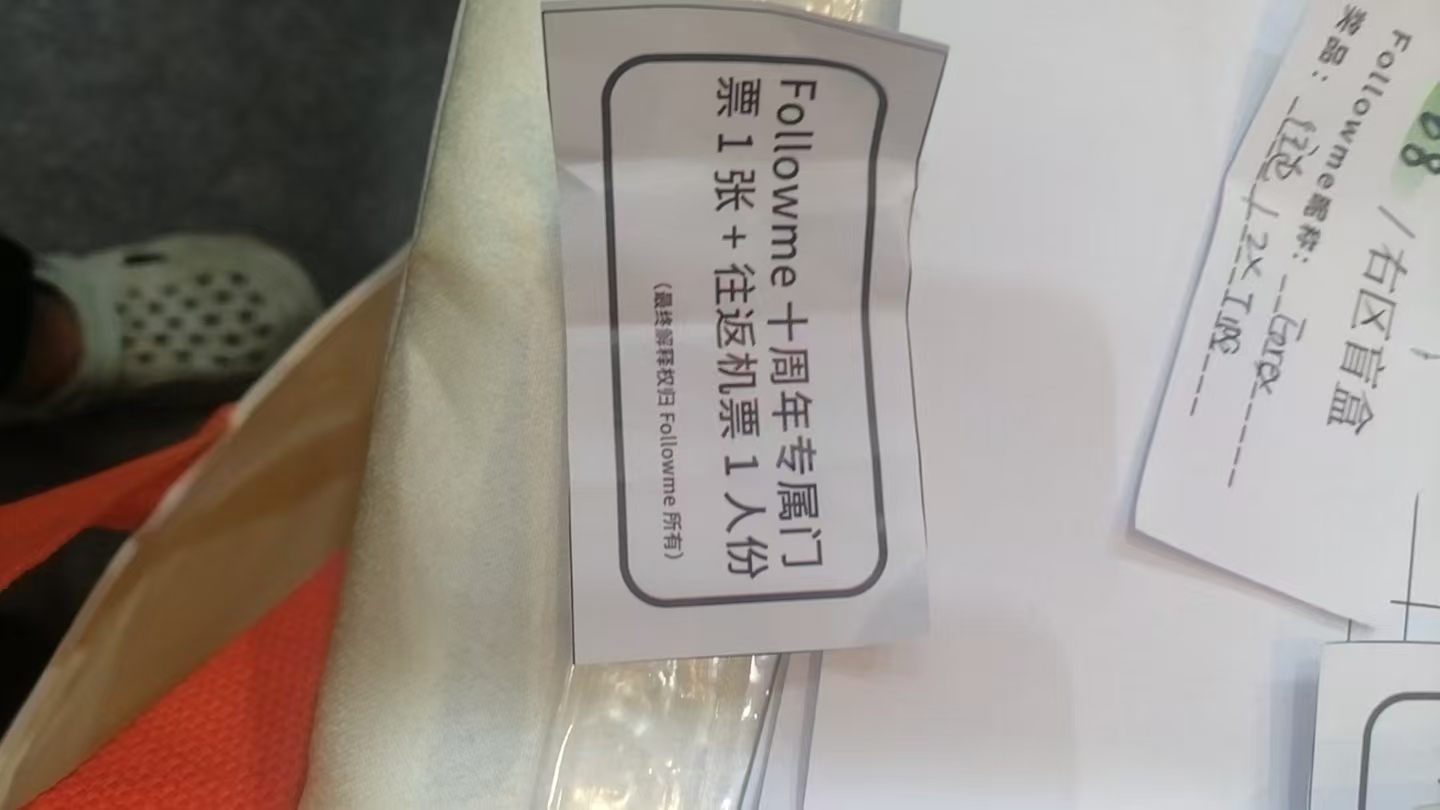 Followme 十周年专属门
票 1 张 + 往返机票 1 人份
（最终解释权归 Followme 所有）
08 / 右区盲盒
Followme昵称：
奖品：